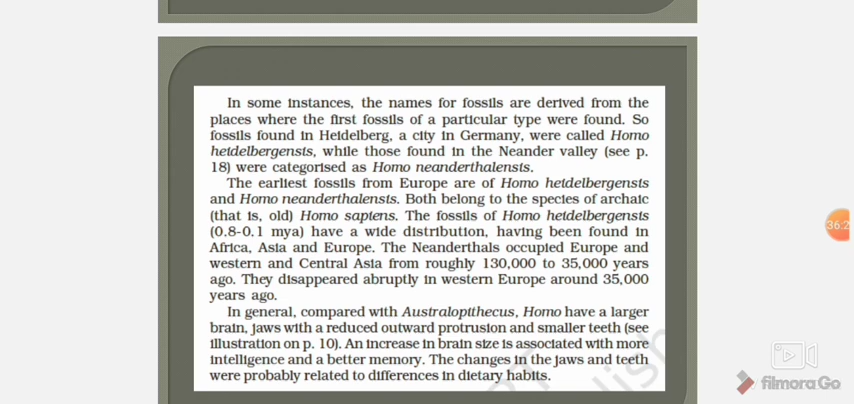 In some instances, the names for fossils are derived from the
places where the first fossils of a particular type were found. So
fossils found in Heidelberg, a city in Germany, were called Homo
heidelbergensis, while those found in the Neander valley (see p.
18) were categorised as Homo neanderthalensis.
The earliest fossils from Europe are of Homo heidelbergensis
and Homo neanderthalensis. Both belong to the species of archaic
(that is, old) Homo sapiens. The fossils of Homo heidelbergensis
(0.8-0.1 mya) have a wide distribution, having been found in
Africa, Asia and Europe. The Neanderthals occupied Europe and
western and Central Asia from roughly 130,000 to 35,000 years
ago. They disappeared abruptly in western Europe around 35,000
years ago.
In general, compared with Australopithecus, Homo have a larger
brain, jaws with a reduced outward protrusion and smaller teeth (see
illustration on p. 10). An increase in brain size is associated with more
intelligence and a better memory. The changes in the jaws and teeth
were probably related to differences in dietary habits.
36:2
filmoraGo